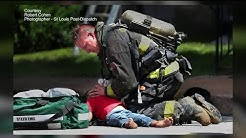 Courtesy
Robert Cohen
Photographer - St Louis Post-Dispatch